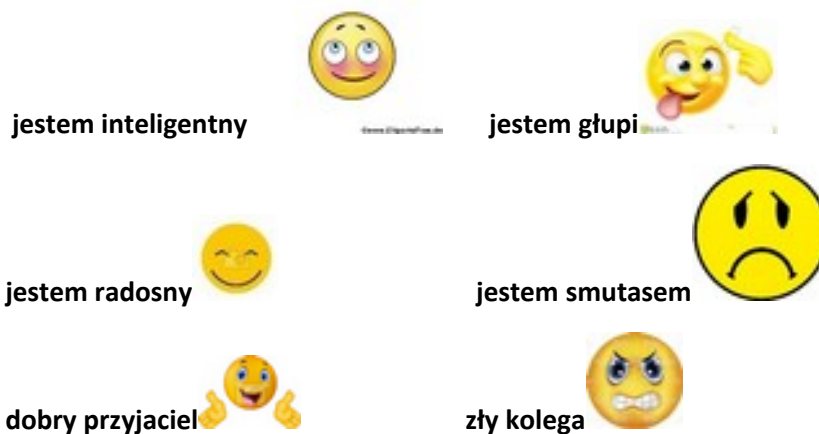 jestem inteligentny jestem głupi
jestem radosny jestem smutasem
dobry przyjaciel zły kolega